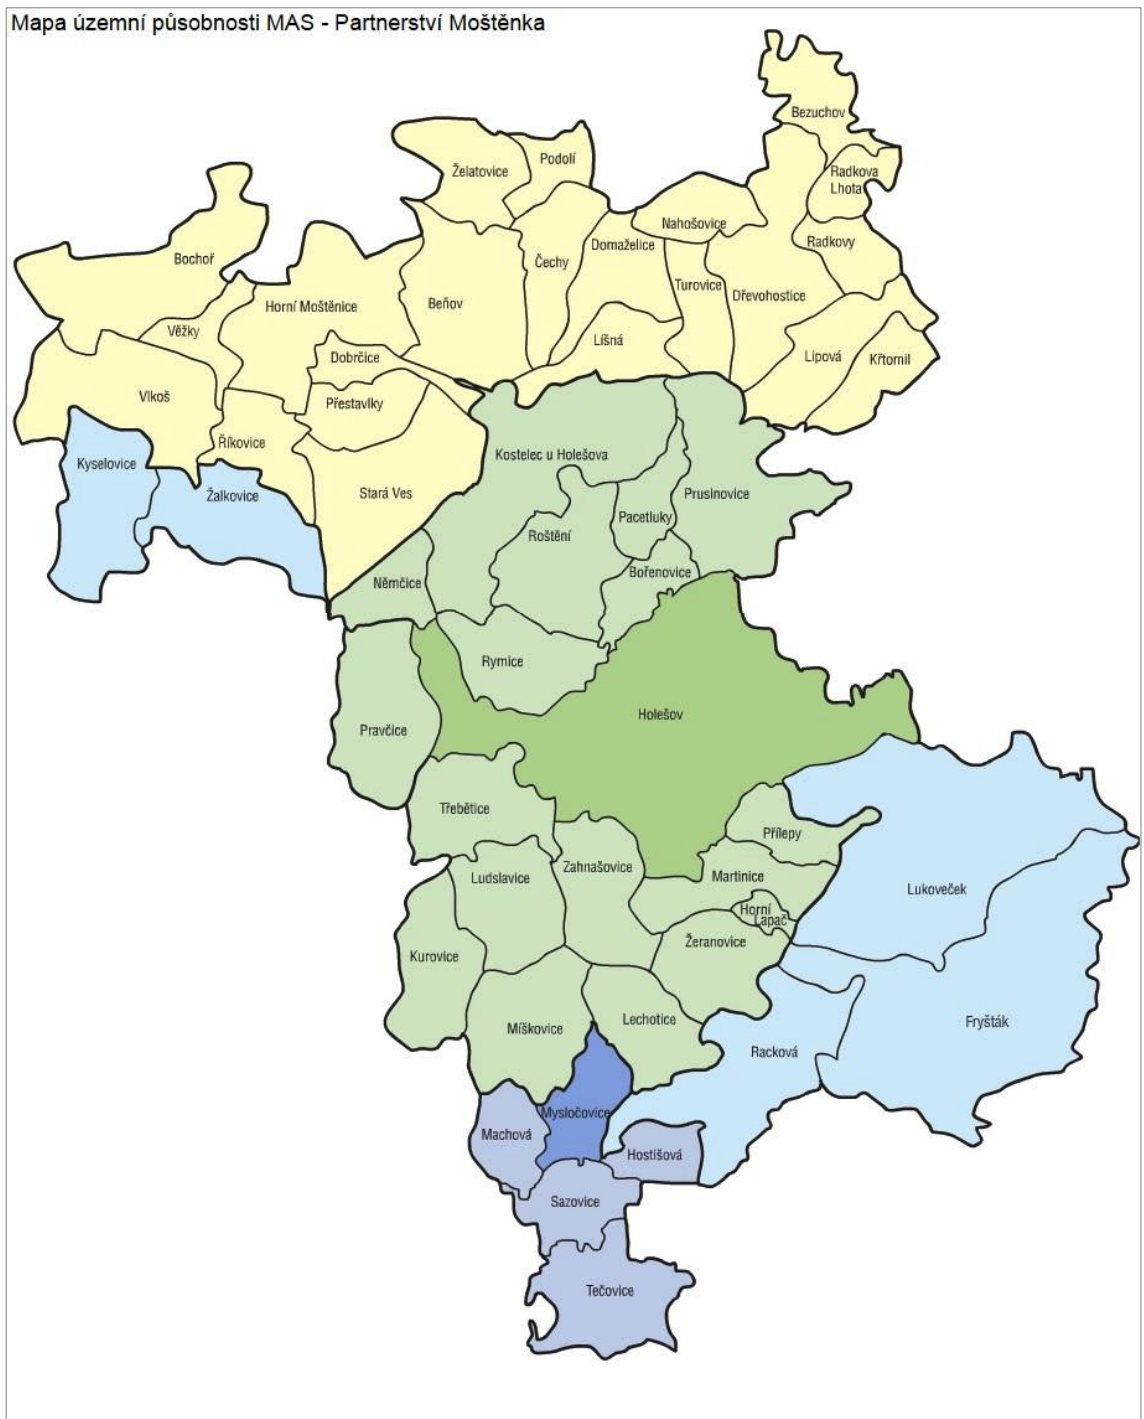 Mapa územní působnosti MAS - Partnerství Moštěnka
Bezuchov
Podolí
Želatovice
Radkova
Lhota
Nahošovice
Radkovy
Domaželice
Bochoř
Čechy
Turovice
Dřevohostice
Horní Moštěnice
Beňov
Věžky
Líšná
Dobrčice
Lipová
Křtomil
Vlkoš
Přestavlky
Říkovice
Kostelec u Holešova
Kyselovice
Žalkovice
Stará Ves
Prusinovice
Pacetluky
Roštění
Bořenovice
Němčice
Rymice
Holešov
Pravčice
Třebětice
Přílepy
Zahnašovice
Martinice
Ludslavice
Lukoveček
Horní
Lapač
Žeranovice
Kurovice
Lechotice
Fryšták
Míškovice
Racková
Mysločovice
Machová
Hostišová
Sazovice
Tečovice